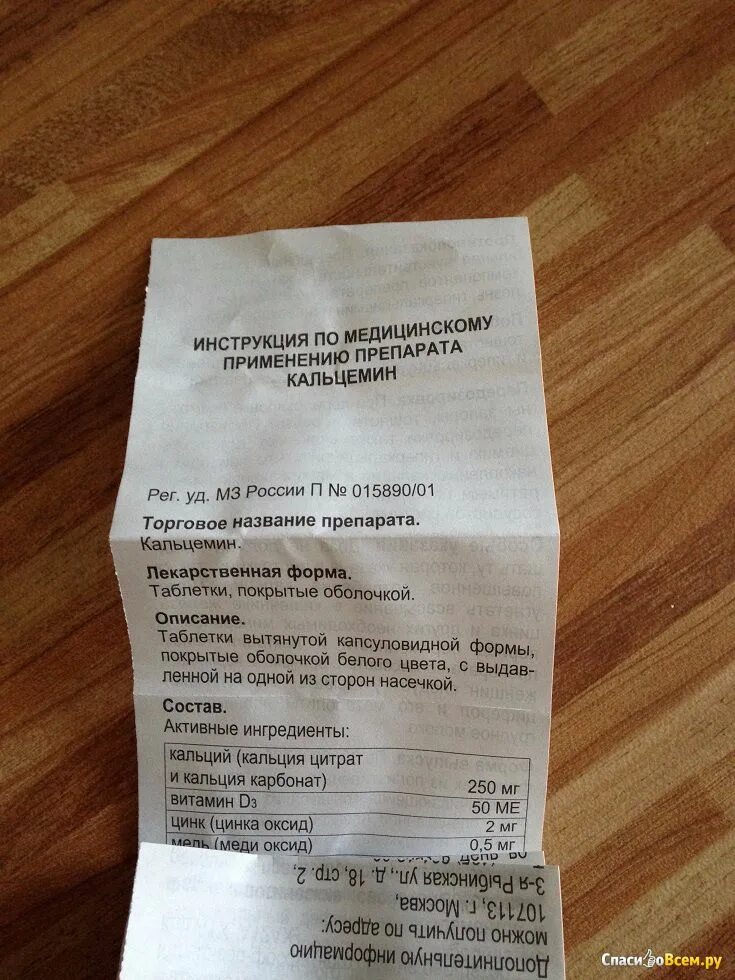 ИНСТРУКЦИЯ ПО МЕДИЦИНСКОМУ
ПРИМЕНЕНИЮ ПРЕПАРАТА
КАЛЬЦЕМИН
Рег. уд. МЗ России П № 015890/01
Торговое название препарата.
Кальцемин.
Лекарственная форма.
Таблетки, покрытые оболочкой.
Описание.
Таблетки вытянутой капсуловидной формы,
покрытые оболочкой белого цвета, с выдав-
ленной на одной из сторон насечкой.
Состав.
Активные ингредиенты:
кальций (кальция цитрат
и кальция карбонат) 250 мг
витамин D3 50 МЕ
цинк (цинка оксид) 2 мг
медь (меди оксид) 0,5 мг
Дополнительную информацию
можно получить по адресу:
107113, г. Москва,
3-я Рыбинская ул., д. 18, стр. 2,
СпасибоВсем.ру